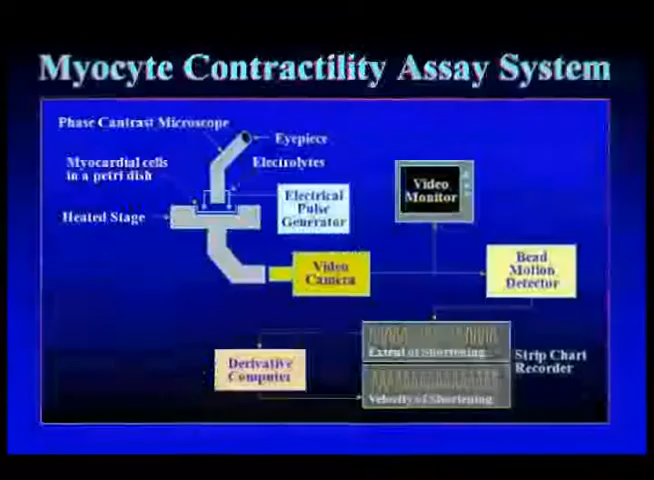 Myocyte Contractility Assay System
Phase Cantrast Microscope
Eyepiece
Myocardial cells
in a petri dish
Electrolytes
Heated Stage
Electrical
Pulse
Generator
Video
Monitor
Video
Camera
Bead
Motion
Detector
Extent of Shortening
Strip Chart
Recorder
Derivative
Computer
Velocity of Shortening